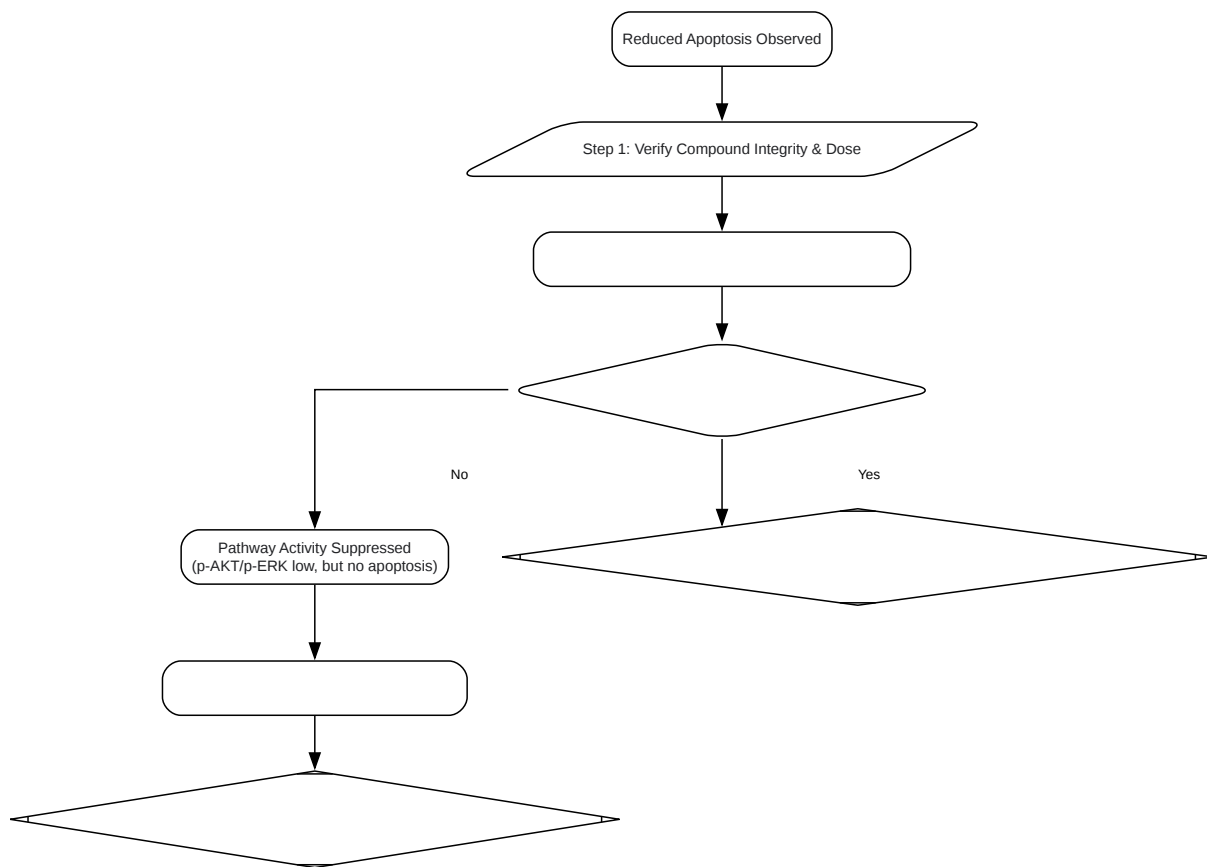 Reduced Apoptosis Observed
Step 1: Verify Compound Integrity & Dose
No
Yes
Pathway Activity Suppressed
(p-AKT/p-ERK low, but no apoptosis)